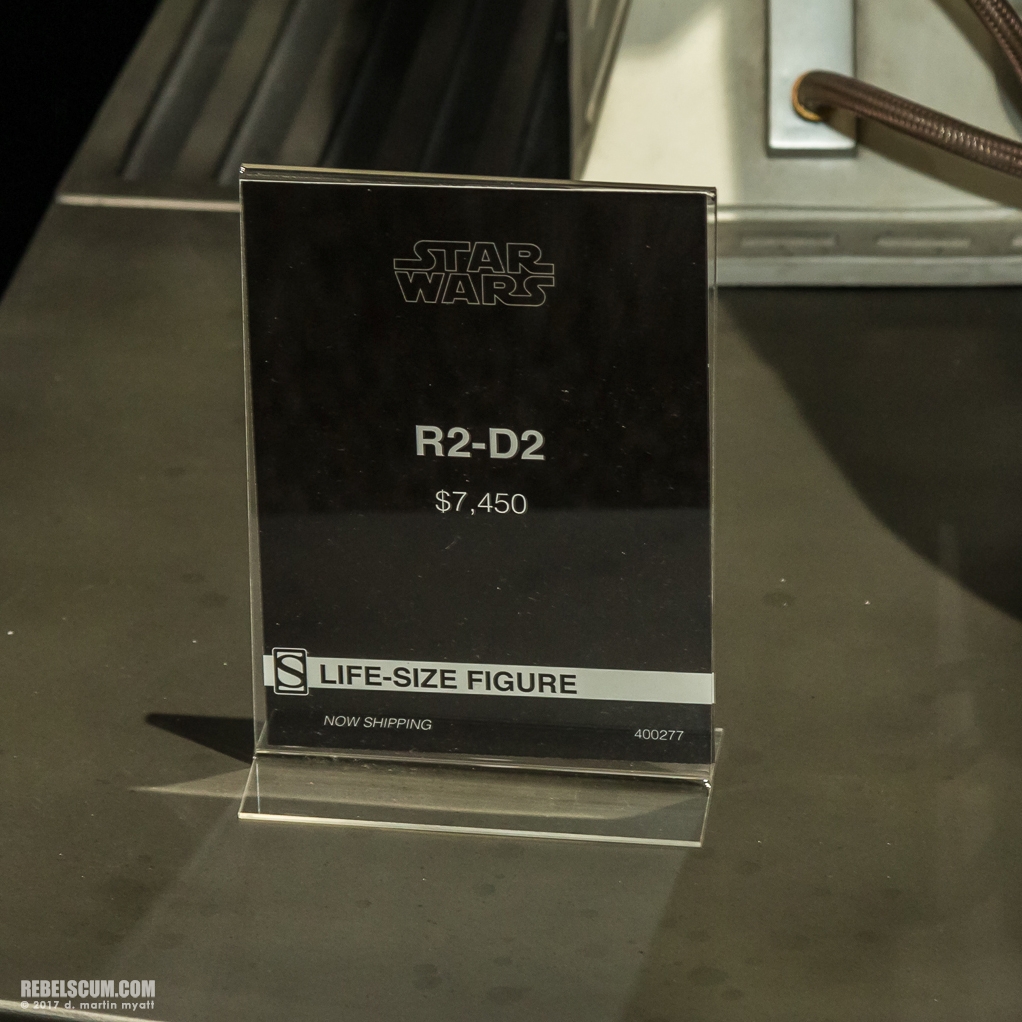 STAR
WARS
R2-D2
$7,450
S LIFE-SIZE FIGURE
NOW SHIPPING
400277
REBELSCUM.COM
© 2017 d. martin myatt